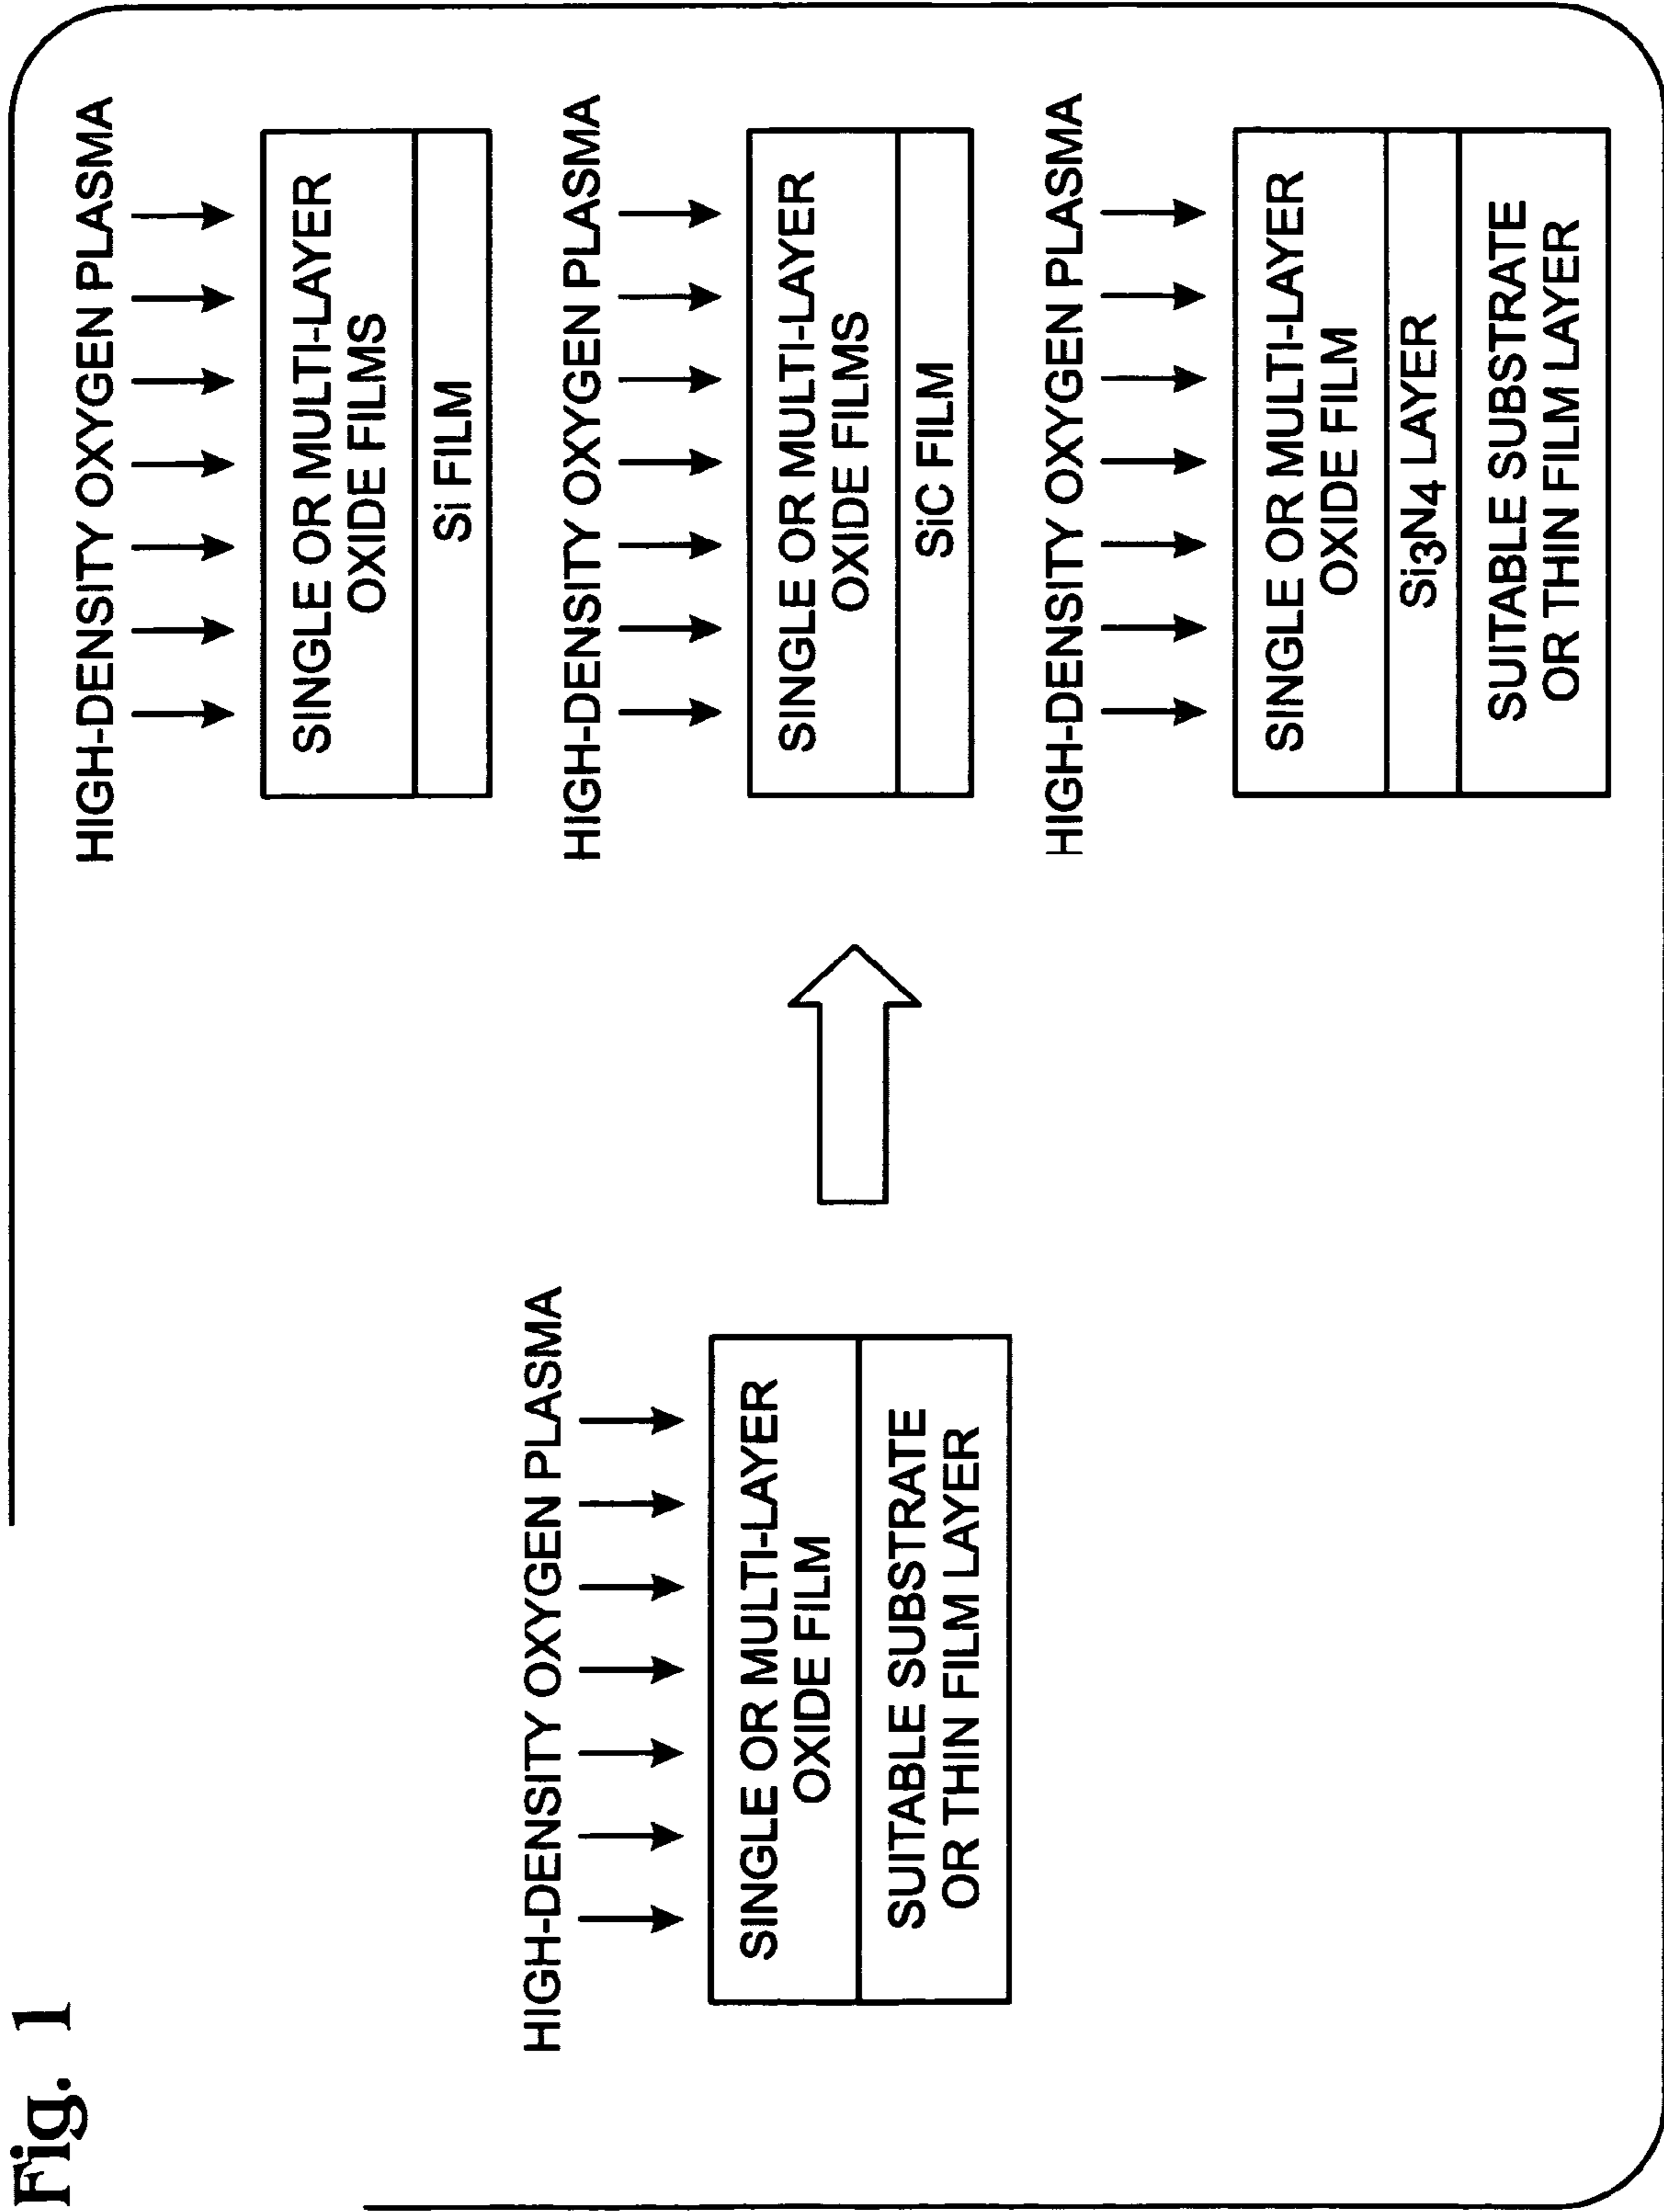 Fig. 1
HIGH-DENSITY OXYGEN PLASMA
SINGLE OR MULTI-LAYER
OXIDE FILM
SUITABLE SUBSTRATE
OR THIN FILM LAYER
HIGH-DENSITY OXYGEN PLASMA
SINGLE OR MULTI-LAYER
OXIDE FILMS
Si FILM
HIGH-DENSITY OXYGEN PLASMA
SINGLE OR MULTI-LAYER
OXIDE FILMS
SiC FILM
HIGH-DENSITY OXYGEN PLASMA
SINGLE OR MULTI-LAYER
OXIDE FILM
Si3N4 LAYER
SUITABLE SUBSTRATE
OR THIN FILM LAYER